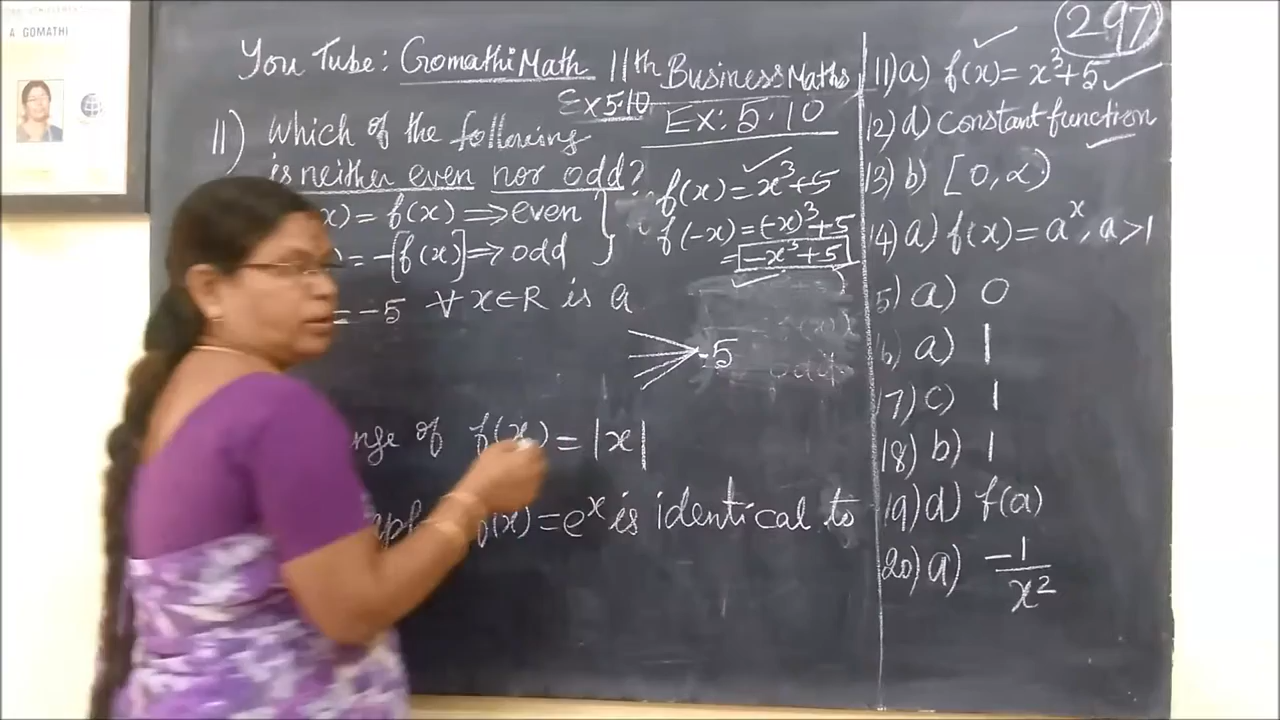 A GOMATHI
297
You Tube: GomathiMath 11th Business Maths
Ex 5.10
Ex: 5.10
11) Which of the following
is neither even nor odd?
x) = f(x) ⟹ even
) = -[f(x)] ⟹ odd
f(x) = x³+5
f(-x) = (-x)³+5
= -x³+5
= -5 ∀ x∈R is a
-5
nge of f(x) = |x|
f(x) = eˣ is identical to
11) a) f(x) = x³+5
12) d) constant function
13) b) [0,∝)
14) a) f(x) = aˣ, a>1
5) a) 0
6) a) 1
17) c) 1
18) b) 1
19) d) f(a)
20) a) -1/x²